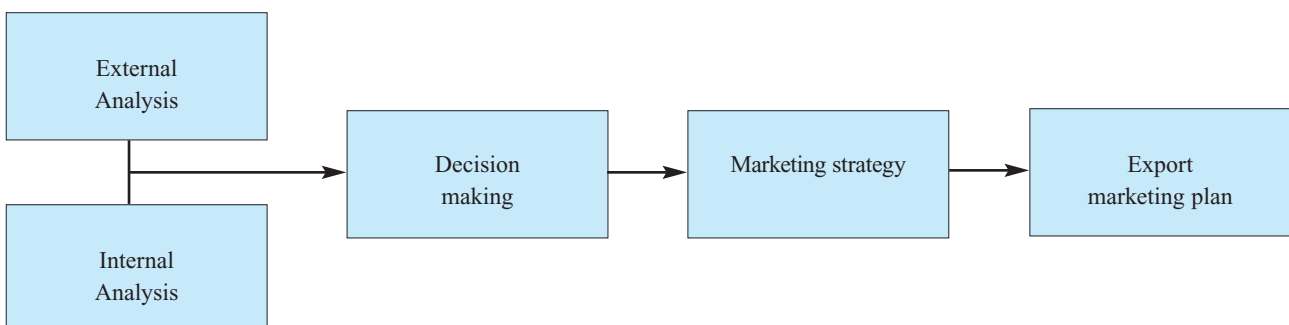 External
Analysis
Internal
Analysis
Decision
making
Marketing strategy
Export
marketing plan